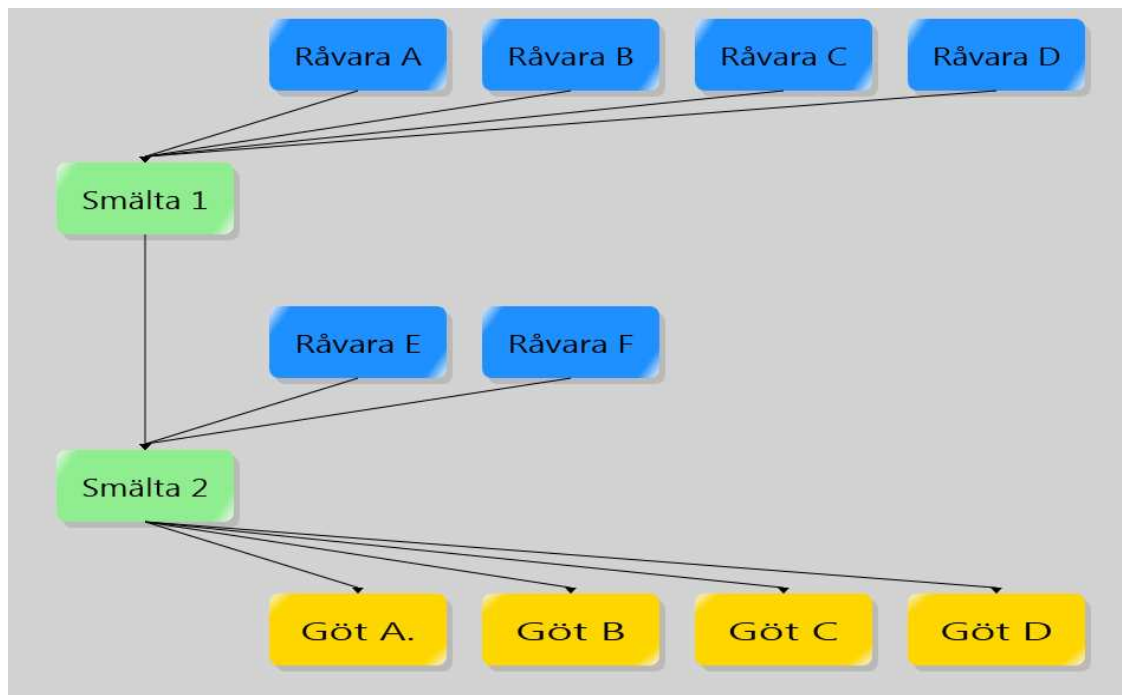 Råvara A
Råvara B
Råvara C
Råvara D
Smälta 1
Råvara E
Råvara F
Smälta 2
Göt A.
Göt B
Göt C
Göt D